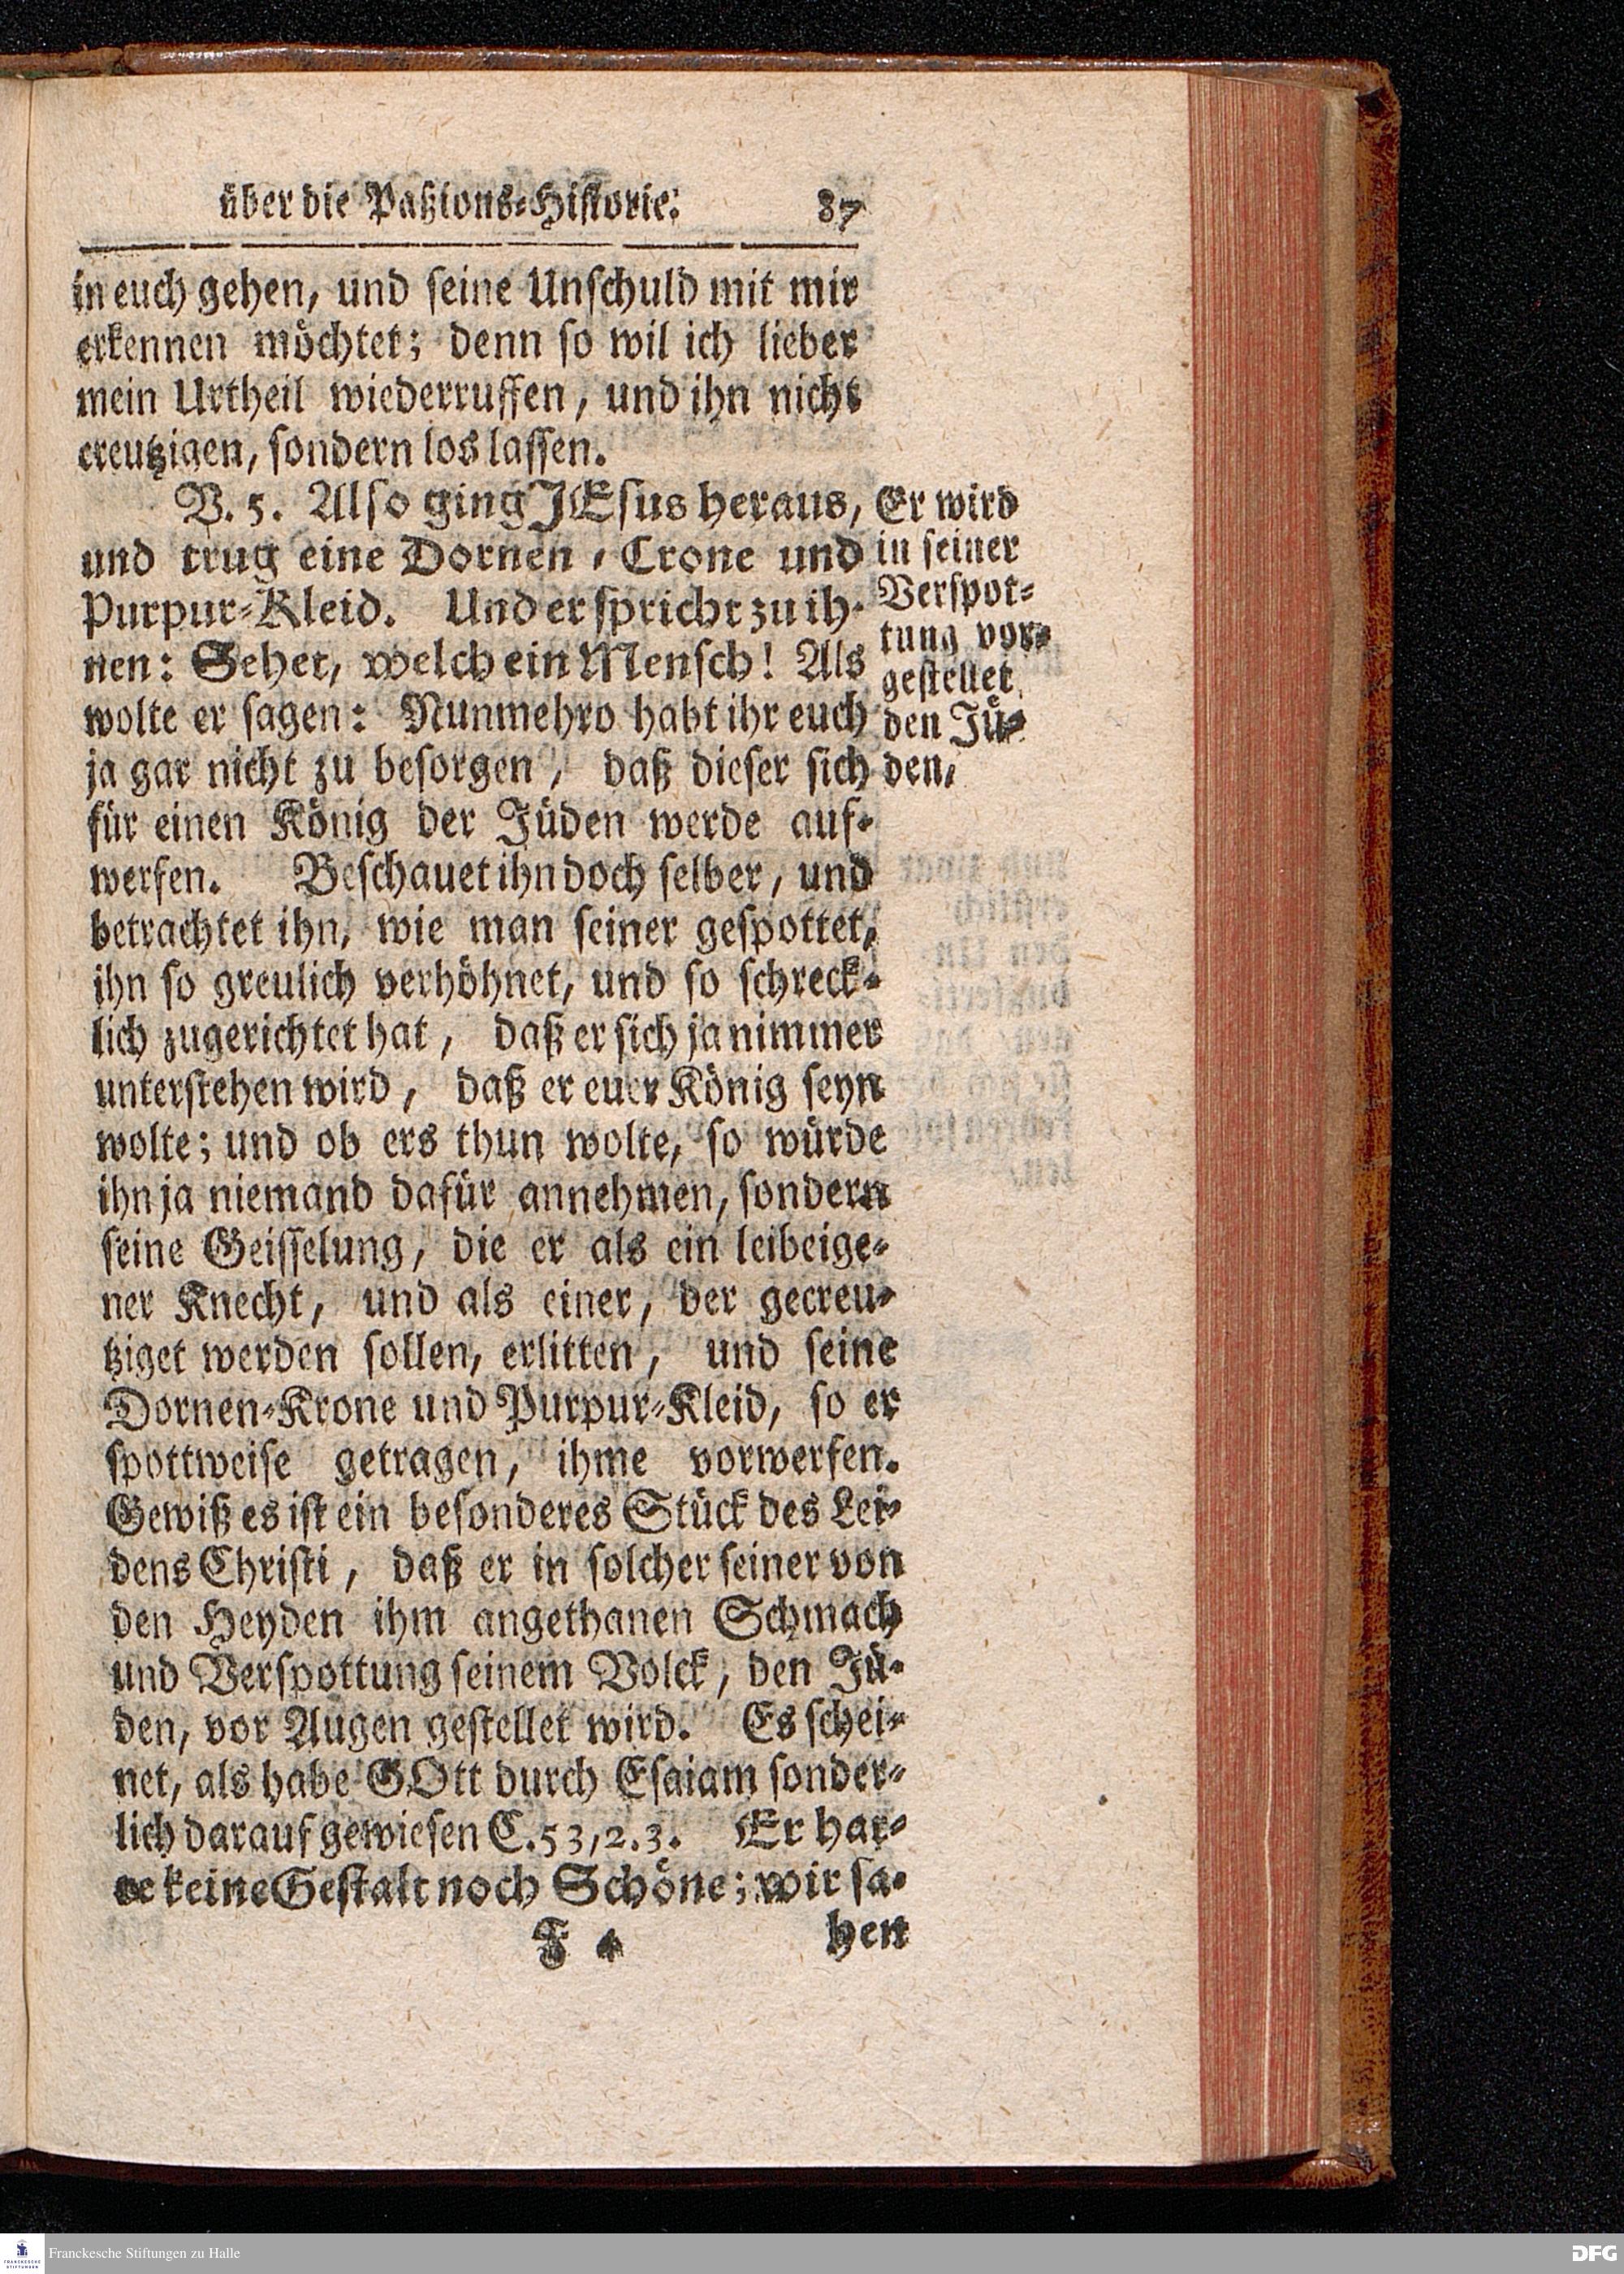 über die Paßions-Historie. 87
in euch gehen, und seine Unschuld mit mir
erkennen möchtet; denn so wil ich lieber
mein Urtheil wiederruffen, und ihn nicht
creutzigen, sondern los lassen.
V. 5. Also ging JEsus heraus,
und trug eine Dornen-Crone und
Purpur-Kleid. Und er spricht zu ih-
nen: Sehet, welch ein Mensch! Als
wolte er sagen: Nunmehro habt ihr euch
ja gar nicht zu besorgen, daß dieser sich
für einen König der Jüden werde auf-
werfen. Beschauet ihn doch selber, und
betrachtet ihn, wie man seiner gespottet,
ihn so greulich verhöhnet, und so schreck-
lich zugerichtet hat, daß er sich ja nimmer
unterstehen wird, daß er euer König seyn
wolte; und ob ers thun wolte, so würde
ihn ja niemand dafür annehmen, sondern
seine Geisselung, die er als ein leibeige-
ner Knecht, und als einer, der gecreu-
tziget werden sollen, erlitten, und seine
Dornen-Krone und Purpur-Kleid, so er
spottweise getragen, ihme vorwerfen.
Gewiß es ist ein besonderes Stück des Lei-
dens Christi, daß er in solcher seiner von
den Heyden ihm angethanen Schmach
und Verspottung seinem Volck, den Jü-
den, vor Augen gestellet wird. Es schei-
net, als habe GOtt durch Esaiam sonder-
lich darauf gewiesen C. 53, 2. 3. Er hat-
te keine Gestalt noch Schöne; wir sa-
F 4 hen
Er wird
in seiner
Verspot-
tung vor-
gestellet
den Jü-
den,
Franckesche Stiftungen zu Halle
DFG